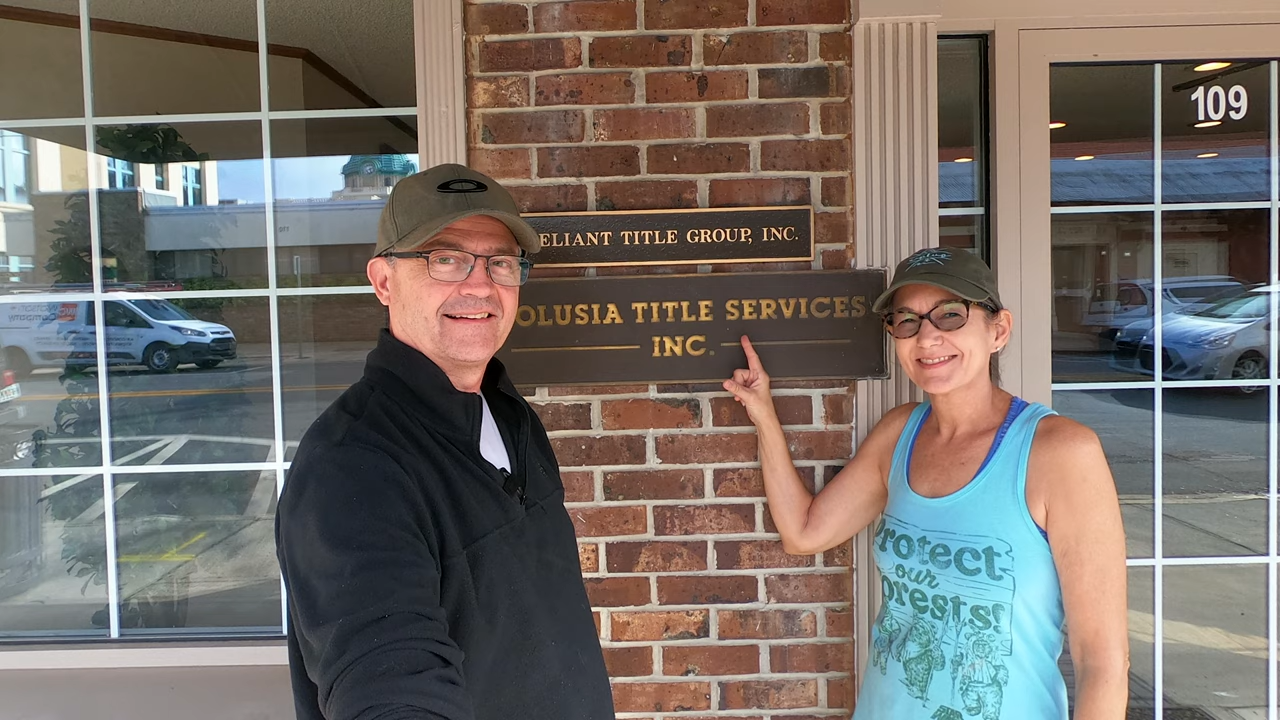 109
ELIANT TITLE GROUP, INC.
OLUSIA TITLE SERVICES
INC.
Protect
our
forests!